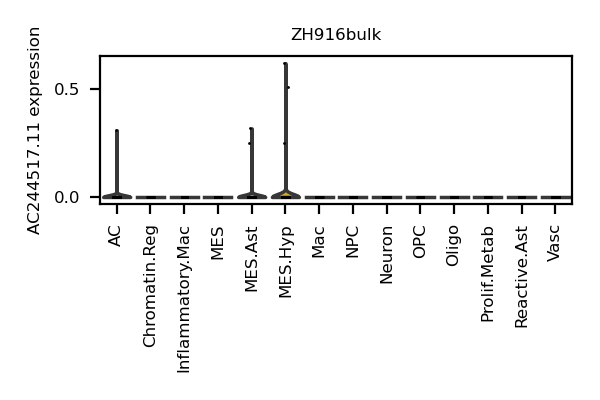 ZH916bulk
AC244517.11 expression
0.5
0.0
AC
Chromatin.Reg
Inflammatory.Mac
MES
MES.Ast
MES.Hyp
Mac
NPC
Neuron
OPC
Oligo
Prolif.Metab
Reactive.Ast
Vasc